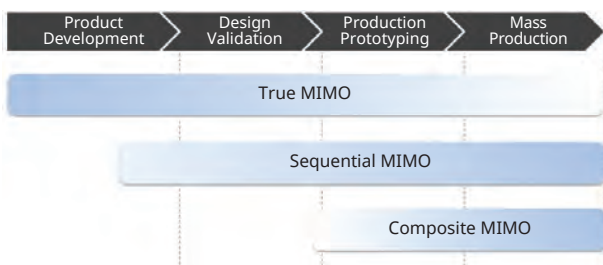 Product
Development
Design
Validation
Production
Prototyping
Mass
Production
True MIMO
Sequential MIMO
Composite MIMO